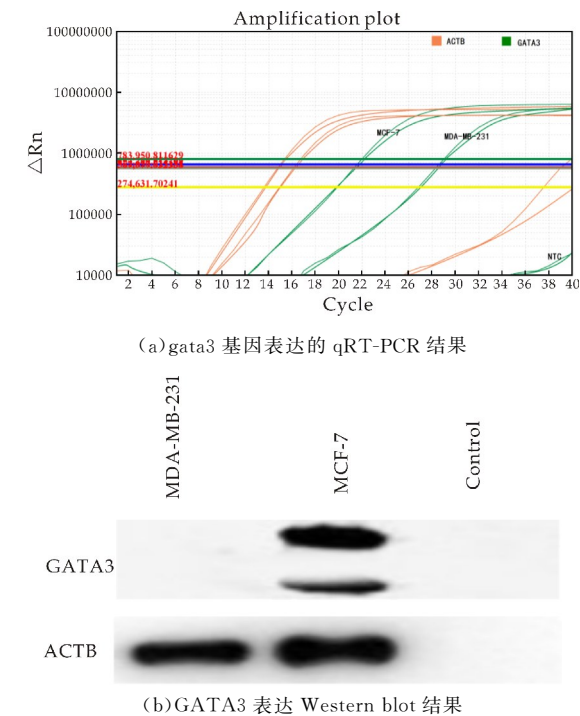 Amplification plot
100000000
ACTB
GATA3
10000000
MCF-7
MDA-MB-231
△Rn
1000000
274,631.70241
100000
NTC
10000
2 4 6 8 10 12 14 16 18 20 22 24 26 28 30 32 34 36 38 40
Cycle
(a)gata3 基因表达的 qRT-PCR 结果
MDA-MB-231
MCF-7
Control
GATA3
ACTB
(b)GATA3 表达 Western blot 结果